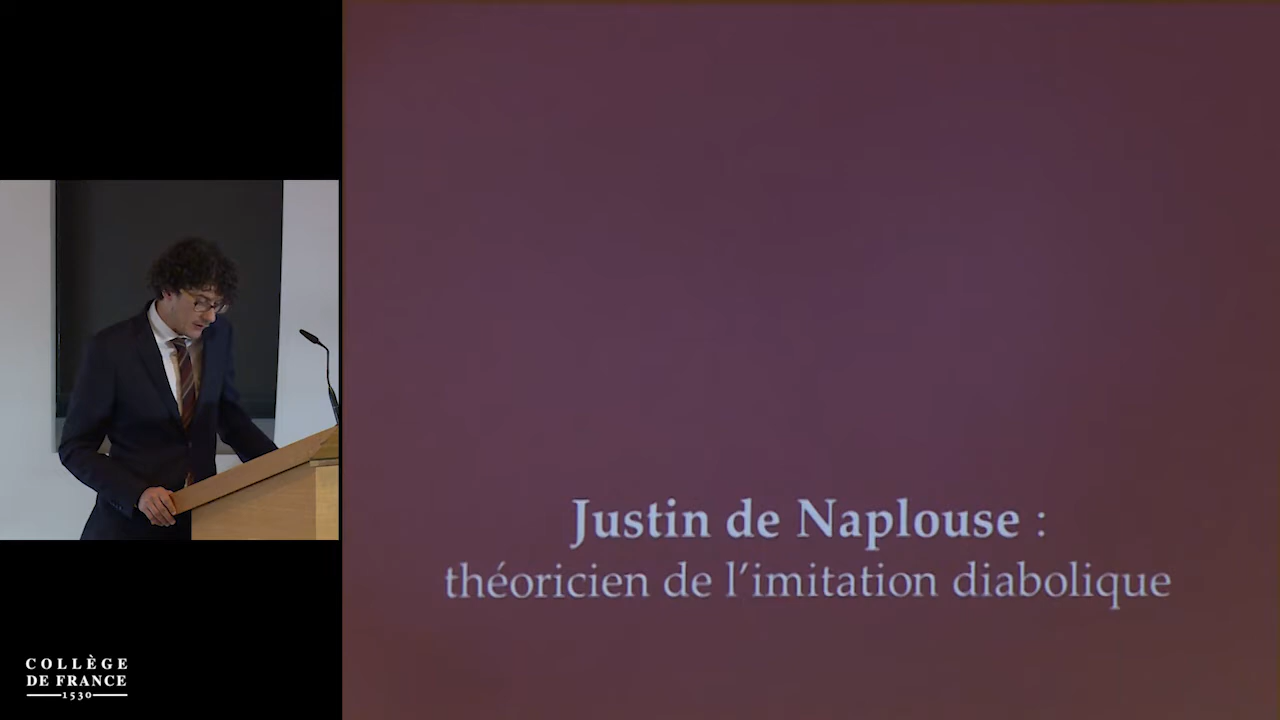 Justin de Naplouse :
théoricien de l'imitation diabolique
COLLÈGE
DE FRANCE
1530